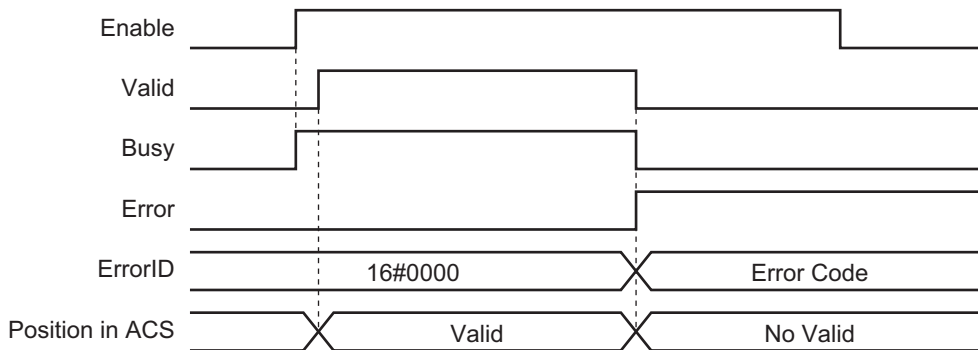 Enable
Valid
Busy
Error
ErrorID 16#0000 Error Code
Position in ACS Valid No Valid